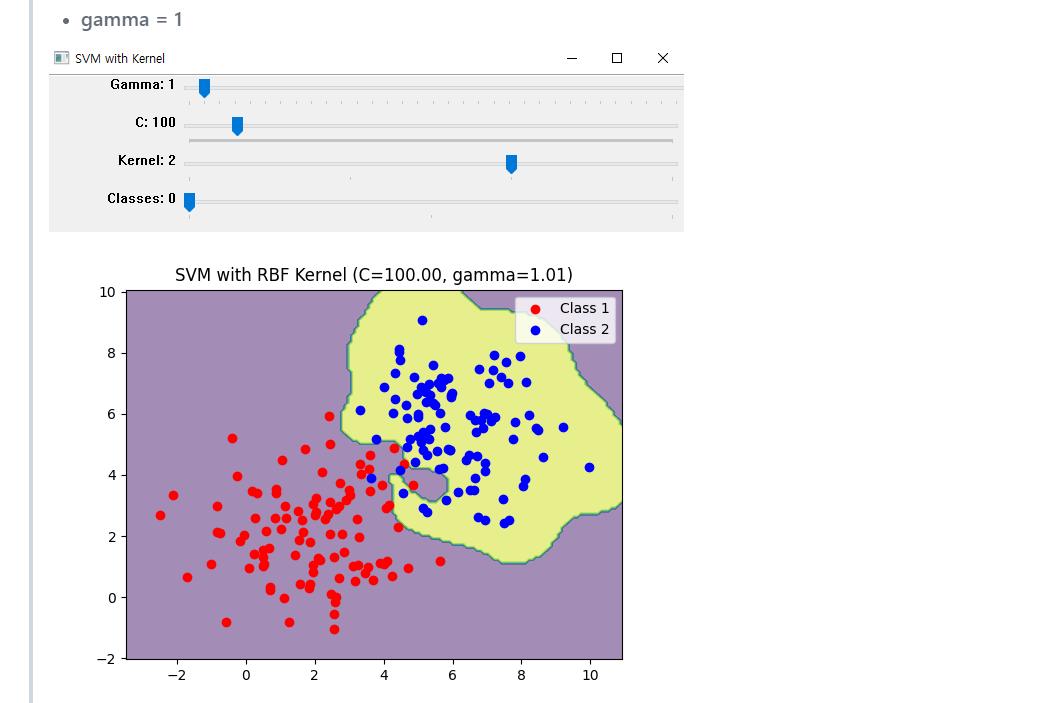 • gamma = 1
SVM with Kernel
Gamma: 1
C: 100
Kernel: 2
Classes: 0
SVM with RBF Kernel (C=100.00, gamma=1.01)
Class 1
Class 2
10
8
6
4
2
0
−2
−2 0 2 4 6 8 10